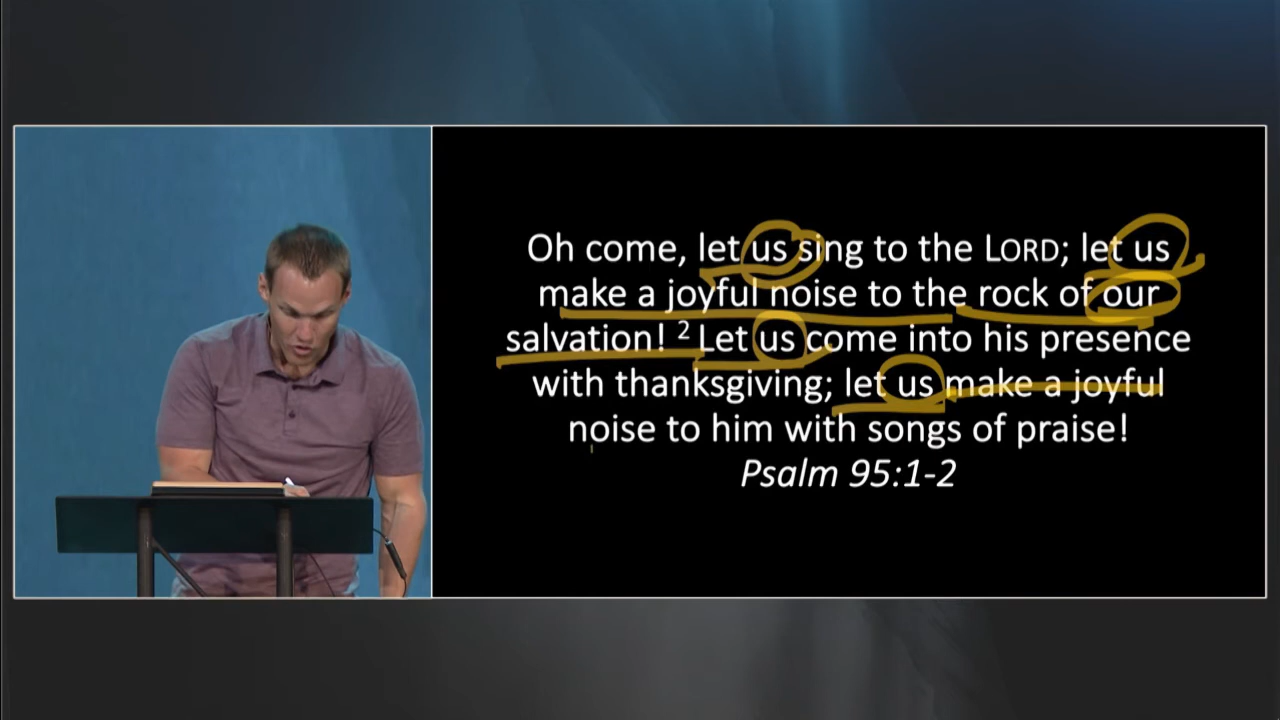 Oh come, let us sing to the LORD; let us
make a joyful noise to the rock of our
salvation! ² Let us come into his presence
with thanksgiving; let us make a joyful
noise to him with songs of praise!
Psalm 95:1-2